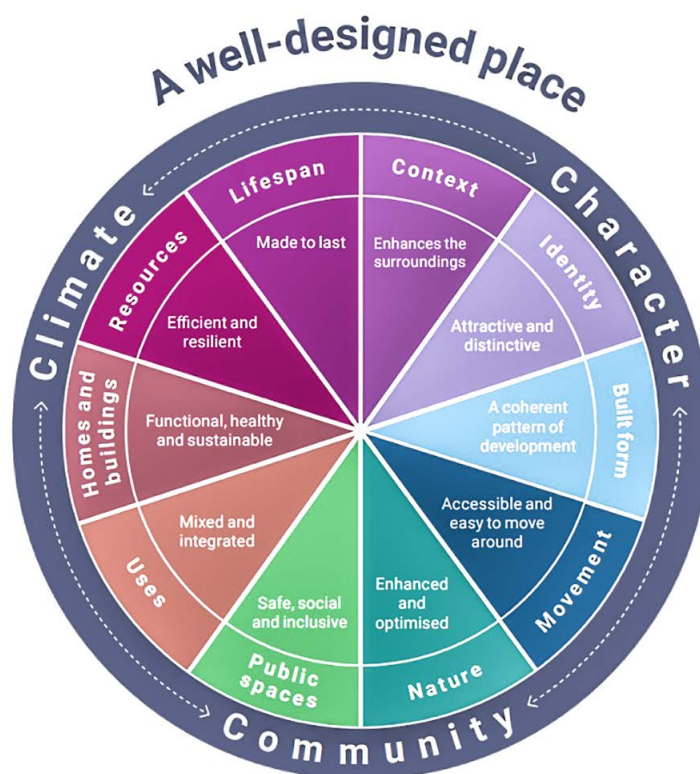 A well-designed place
Climate
Character
Community
Context
Enhances the
surroundings
Identity
Attractive and
distinctive
Built form
A coherent
pattern of
development
Movement
Accessible and
easy to move
around
Nature
Enhanced
and
optimised
Public
spaces
Safe, social
and inclusive
Uses
Mixed and
integrated
Homes and
buildings
Functional, healthy
and sustainable
Resources
Efficient and
resilient
Lifespan
Made to last